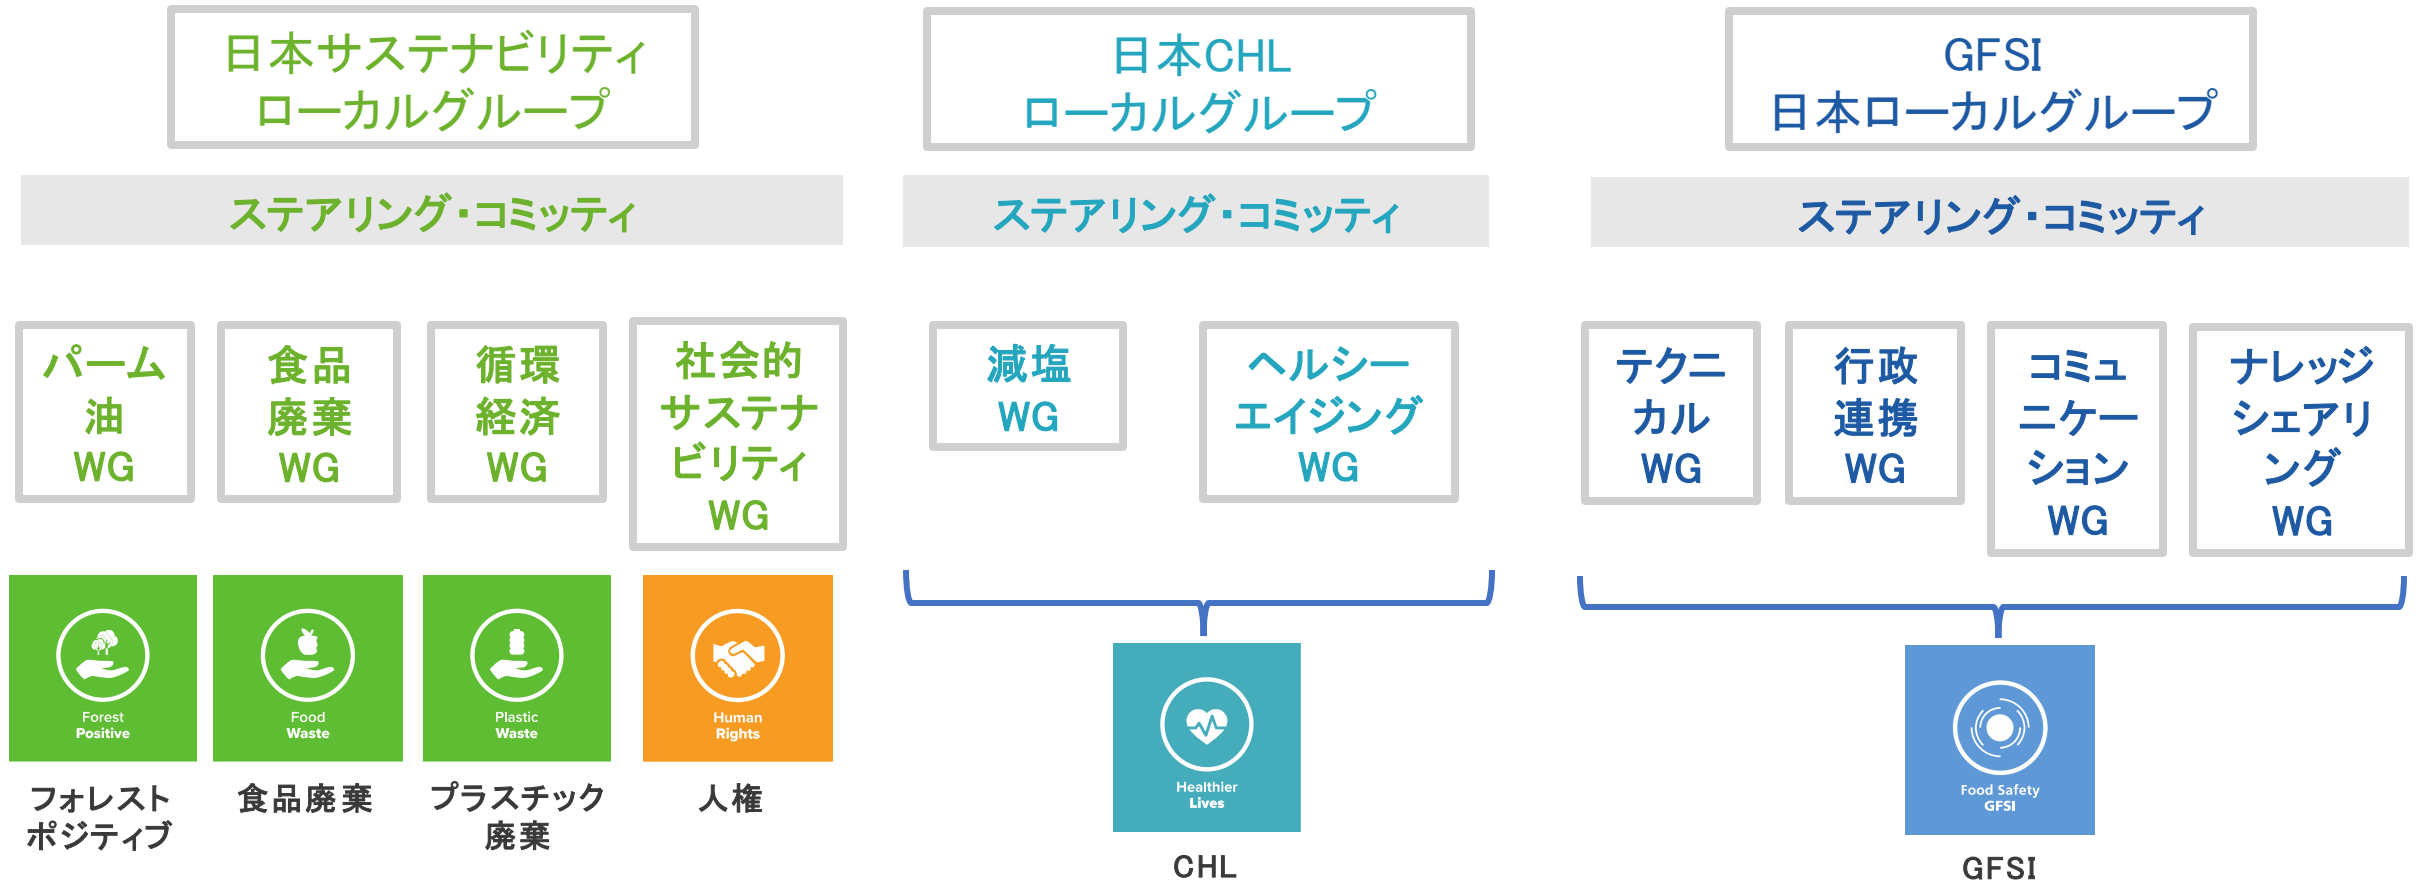 日本サステナビリティ
ローカルグループ
日本CHL
ローカルグループ
GFSI
日本ローカルグループ
ステアリング・コミッティ
ステアリング・コミッティ
ステアリング・コミッティ
パーム
油
WG
食品
廃棄
WG
循環
経済
WG
社会的
サステナ
ビリティ
WG
減塩
WG
ヘルシー
エイジング
WG
テクニ
カル
WG
行政
連携
WG
コミュ
ニケー
ション
WG
ナレッジ
シェアリ
ング
WG
Forest
Positive
Food
Waste
Plastic
Waste
Human
Rights
Healthier
Lives
Food Safety
GFSI
フォレスト
ポジティブ
食品廃棄
プラスチック
廃棄
人権
CHL
GFSI